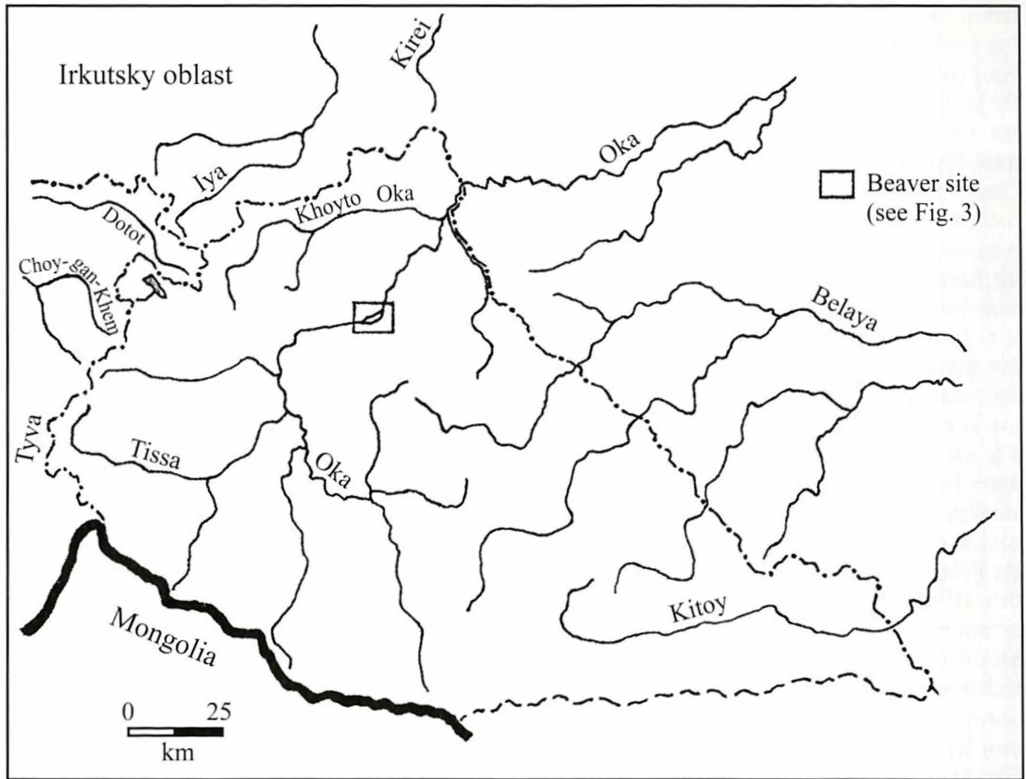 Irkutsky oblast
Kirei
Oka
Iya
Khoyto Oka
Beaver site
(see Fig. 3)
Dotot
Choy-gan-Khem
Belaya
Tyva
Tissa
Oka
Kitoy
Mongolia
0 25
km